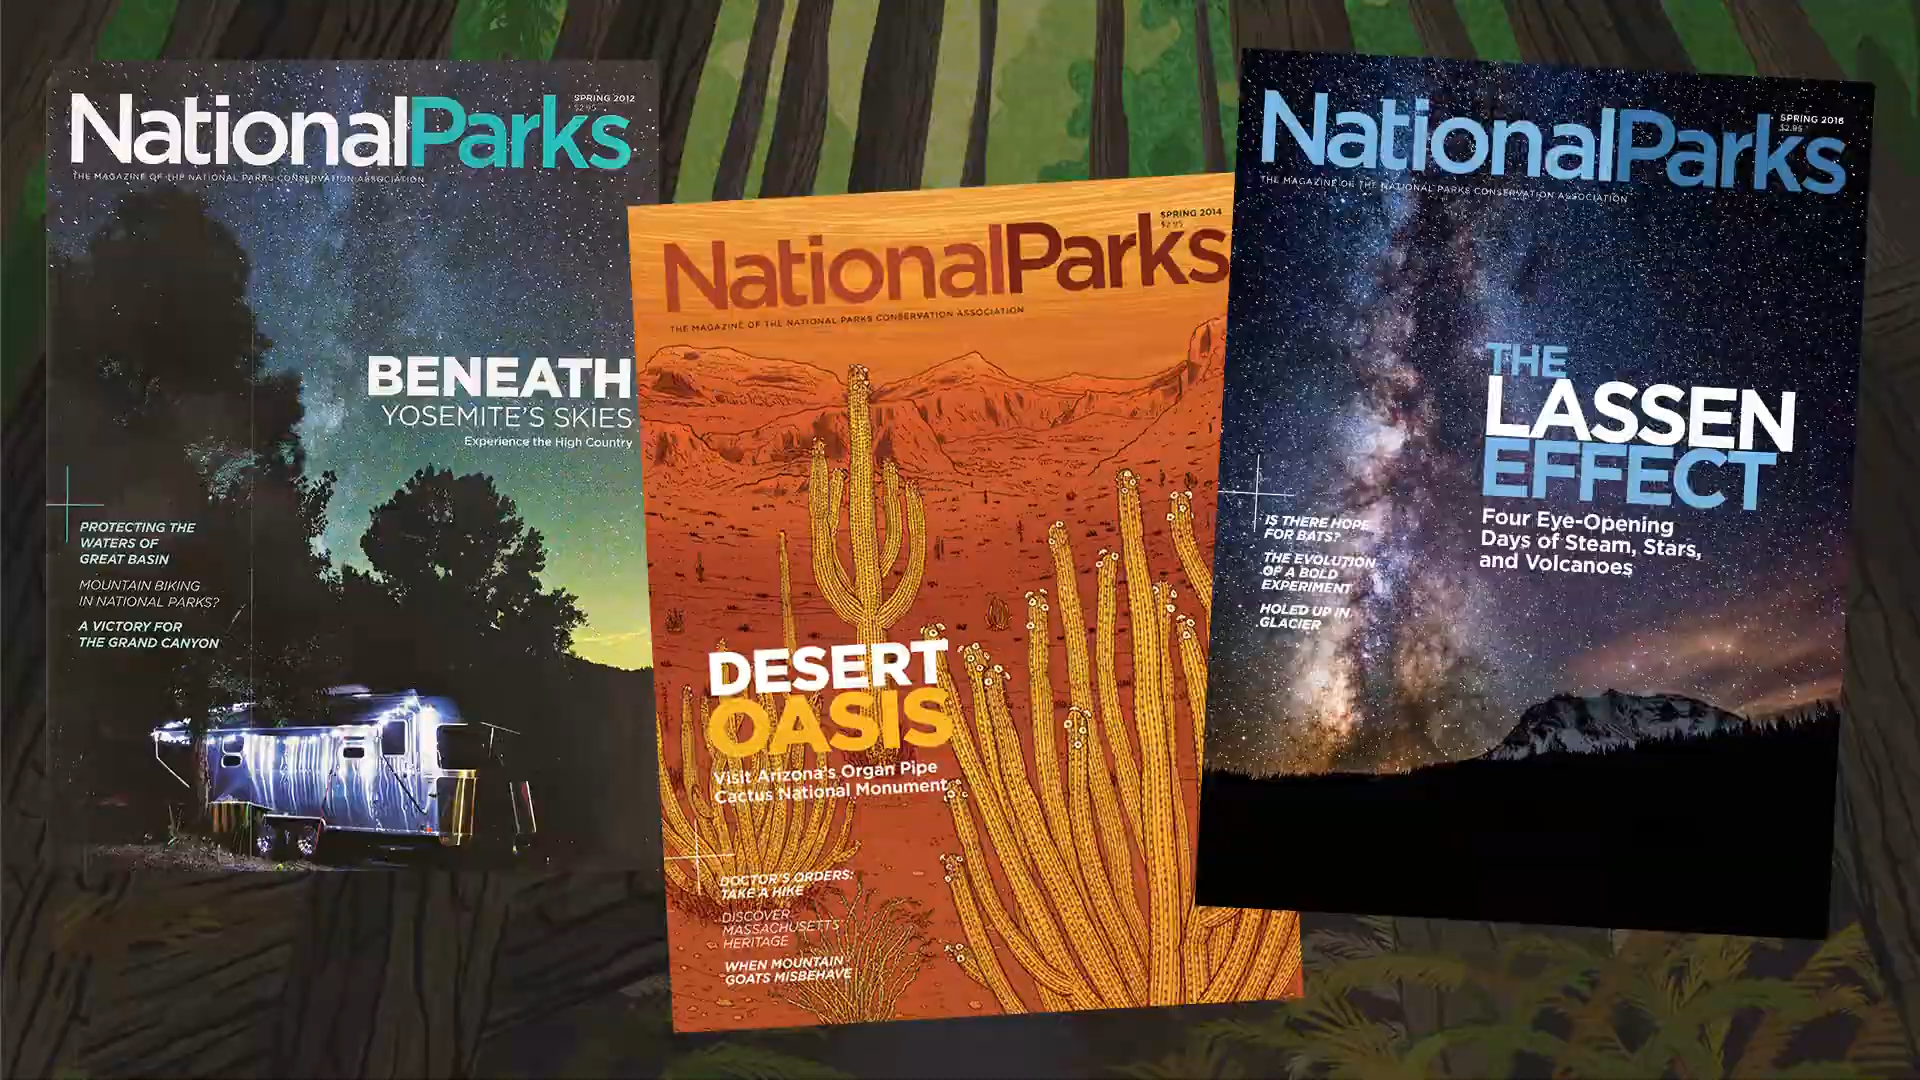 NationalParks
SPRING 2012
$2.95
THE MAGAZINE OF THE NATIONAL PARKS CONSERVATION ASSOCIATION
BENEATH
YOSEMITE'S SKIES
Experience the High Country
PROTECTING THE
WATERS OF
GREAT BASIN
MOUNTAIN BIKING
IN NATIONAL PARKS?
A VICTORY FOR
THE GRAND CANYON
NationalParks
SPRING 2014
$2.95
THE MAGAZINE OF THE NATIONAL PARKS CONSERVATION ASSOCIATION
DESERT
OASIS
Visit Arizona's Organ Pipe
Cactus National Monument
DOCTOR'S ORDERS:
TAKE A HIKE
DISCOVER
MASSACHUSETTS'
HERITAGE
WHEN MOUNTAIN
GOATS MISBEHAVE
NationalParks
SPRING 2016
$2.95
THE MAGAZINE OF THE NATIONAL PARKS CONSERVATION ASSOCIATION
THE
LASSEN
EFFECT
Four Eye-Opening
Days of Steam, Stars,
and Volcanoes
IS THERE HOPE
FOR BATS?
THE EVOLUTION
OF A BOLD
EXPERIMENT
HOLED UP IN
GLACIER